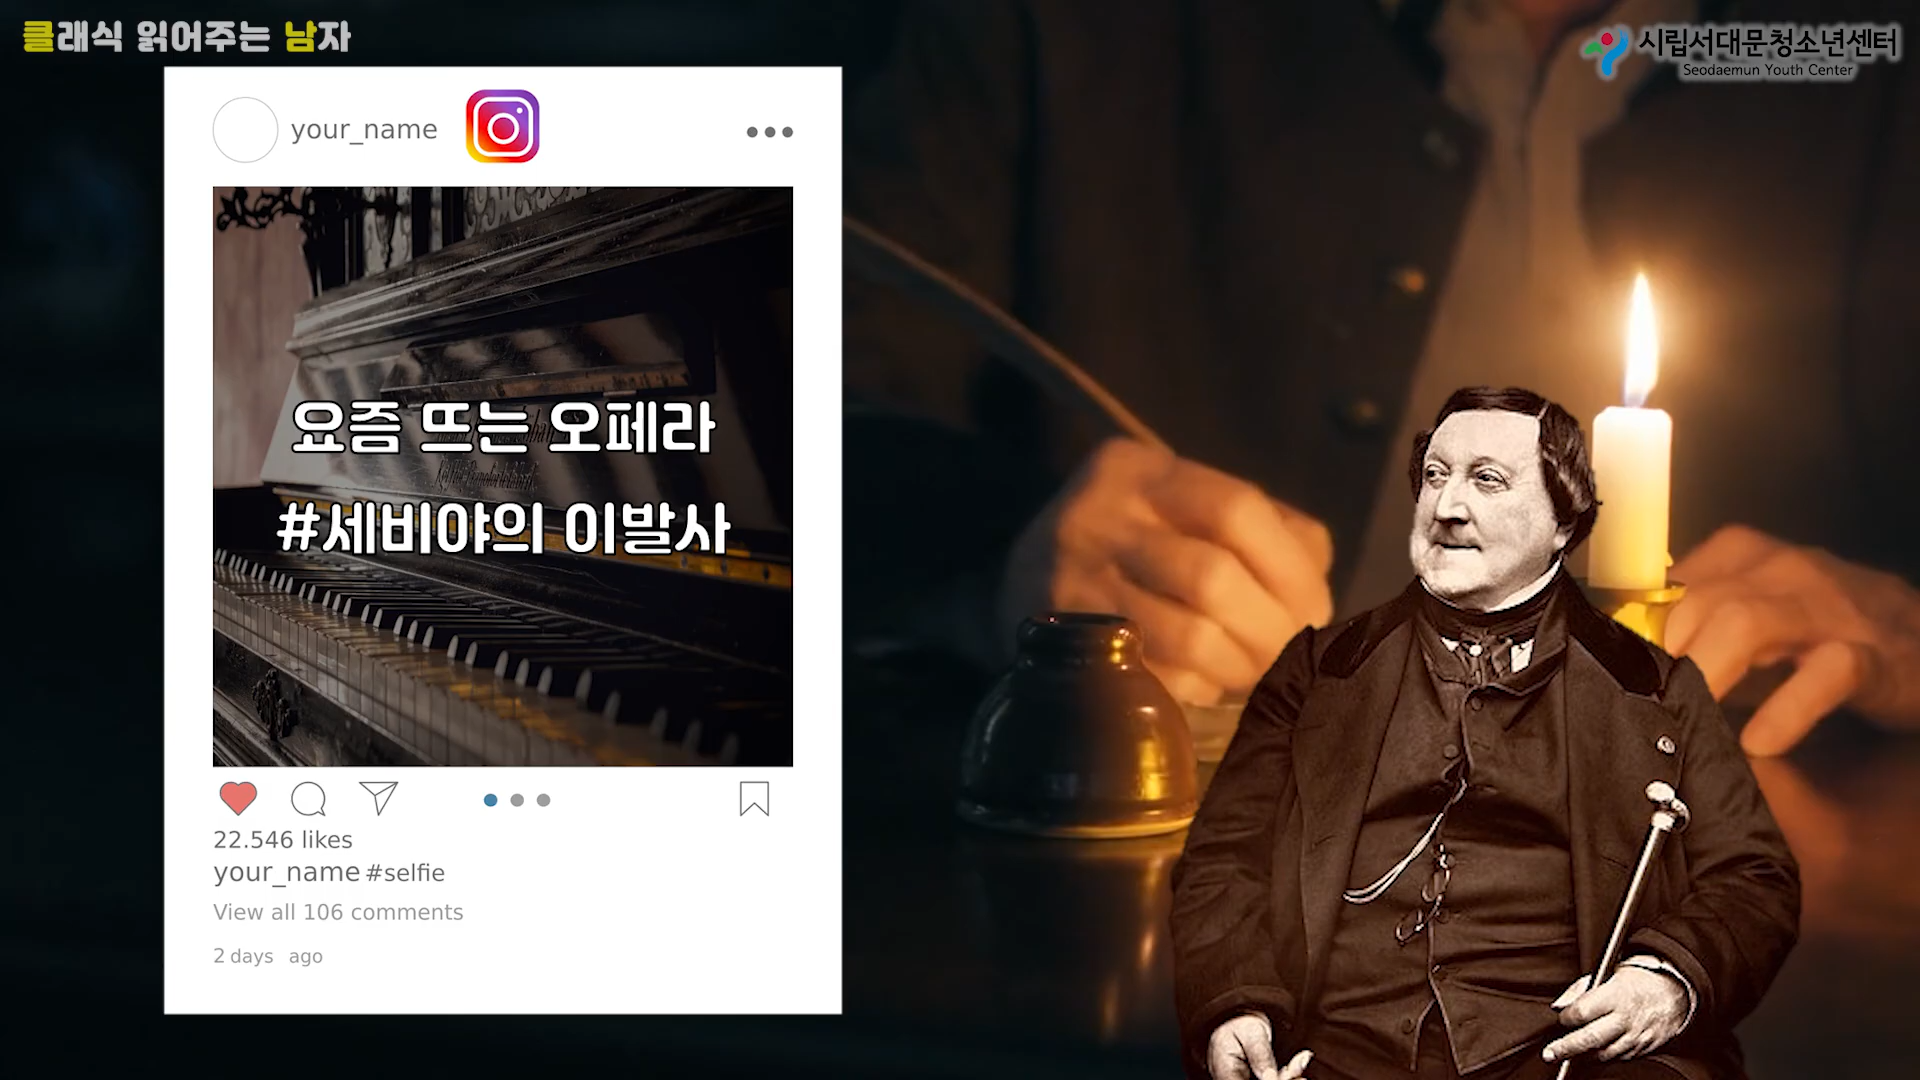 클래식 읽어주는 남자
시립서대문청소년센터
Seodaemun Youth Center
your_name
요즘 뜨는 오페라
#세비야의 이발사
22.546 likes
your_name #selfie
View all 106 comments
2 days ago